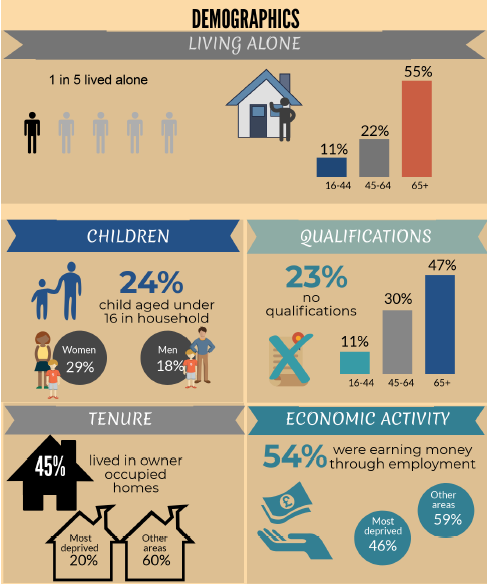 DEMOGRAPHICS
LIVING ALONE
1 in 5 lived alone
11%
22%
55%
16-44
45-64
65+
CHILDREN
24%
child aged under
16 in household
Women
29%
Men
18%
QUALIFICATIONS
23%
no
qualifications
11%
30%
47%
16-44
45-64
65+
TENURE
45%
lived in owner
occupied
homes
Most
deprived
20%
Other
areas
60%
ECONOMIC ACTIVITY
54%
were earning money
through employment
£
Most
deprived
46%
Other
areas
59%